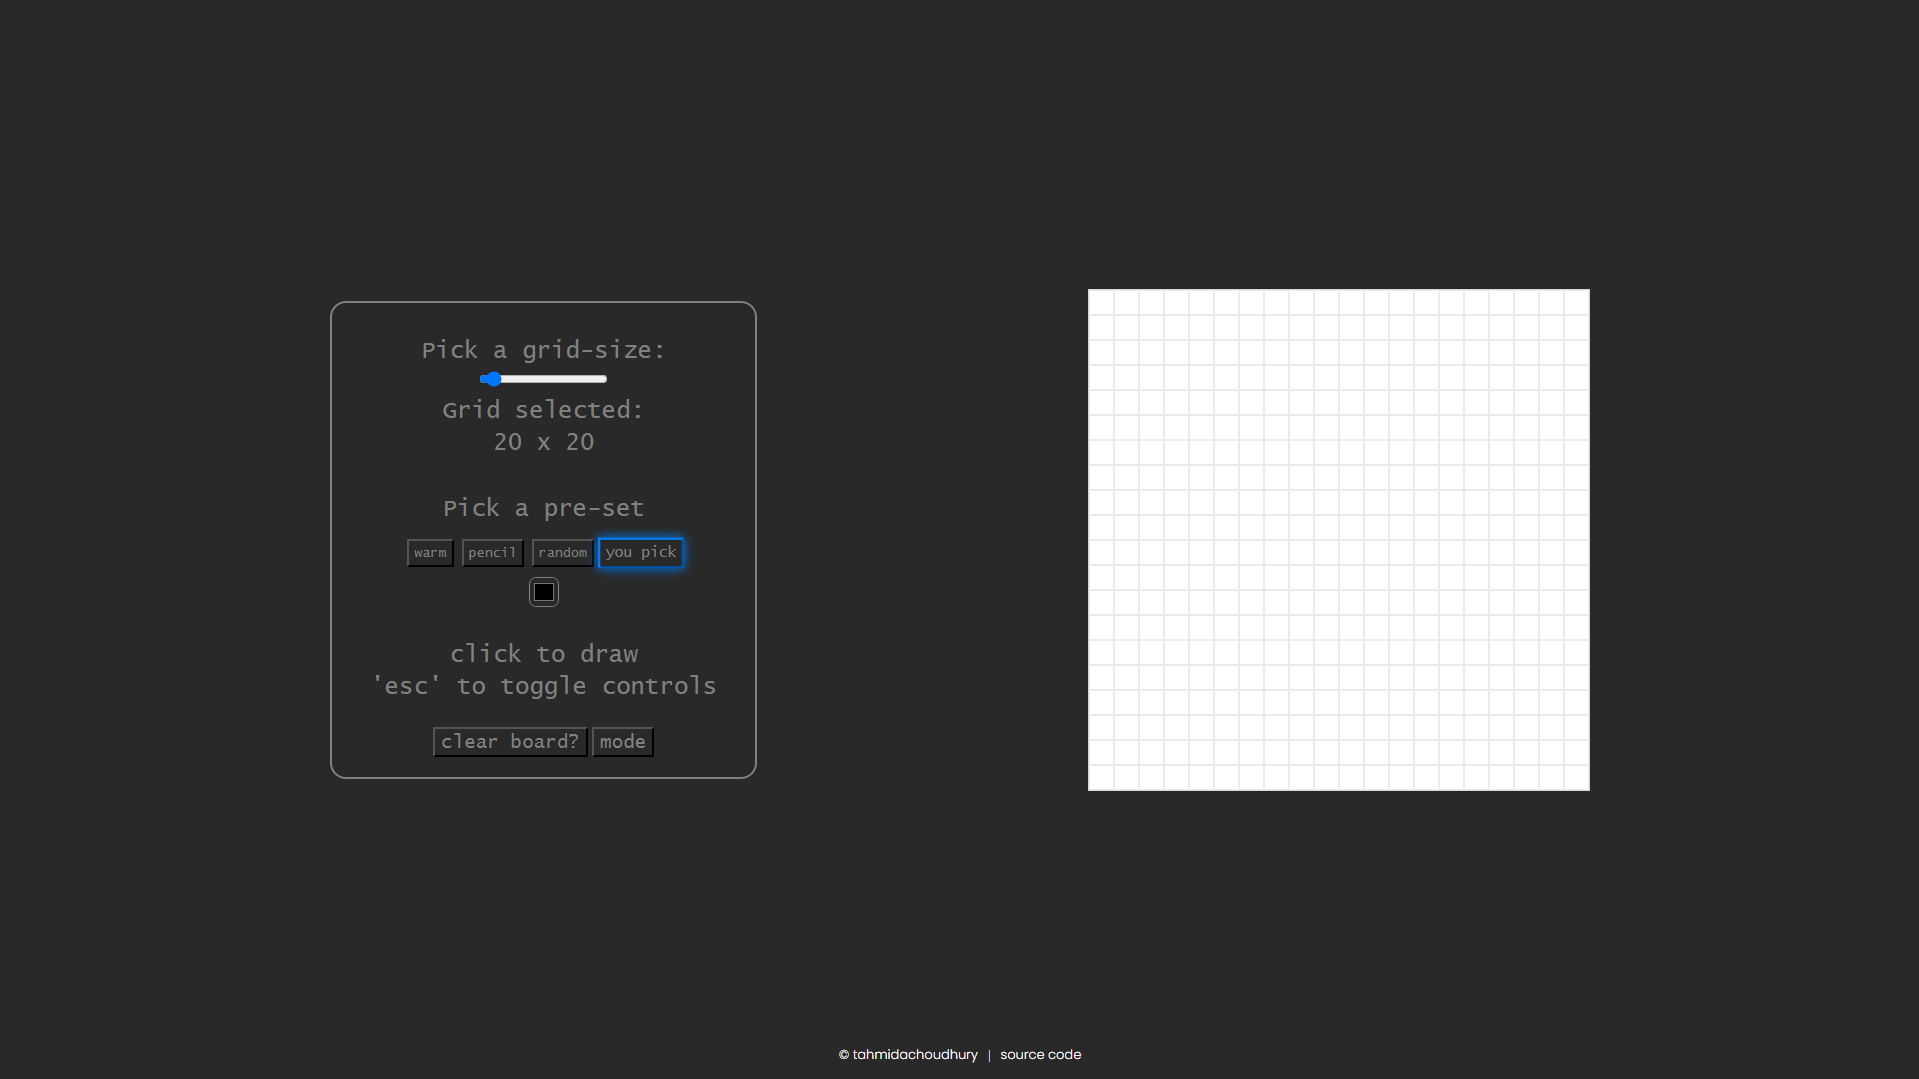 Pick a grid-size:
Grid selected:
20 x 20
Pick a pre-set
warm pencil random you pick
click to draw
'esc' to toggle controls
clear board? mode
© tahmidachoudhury | source code